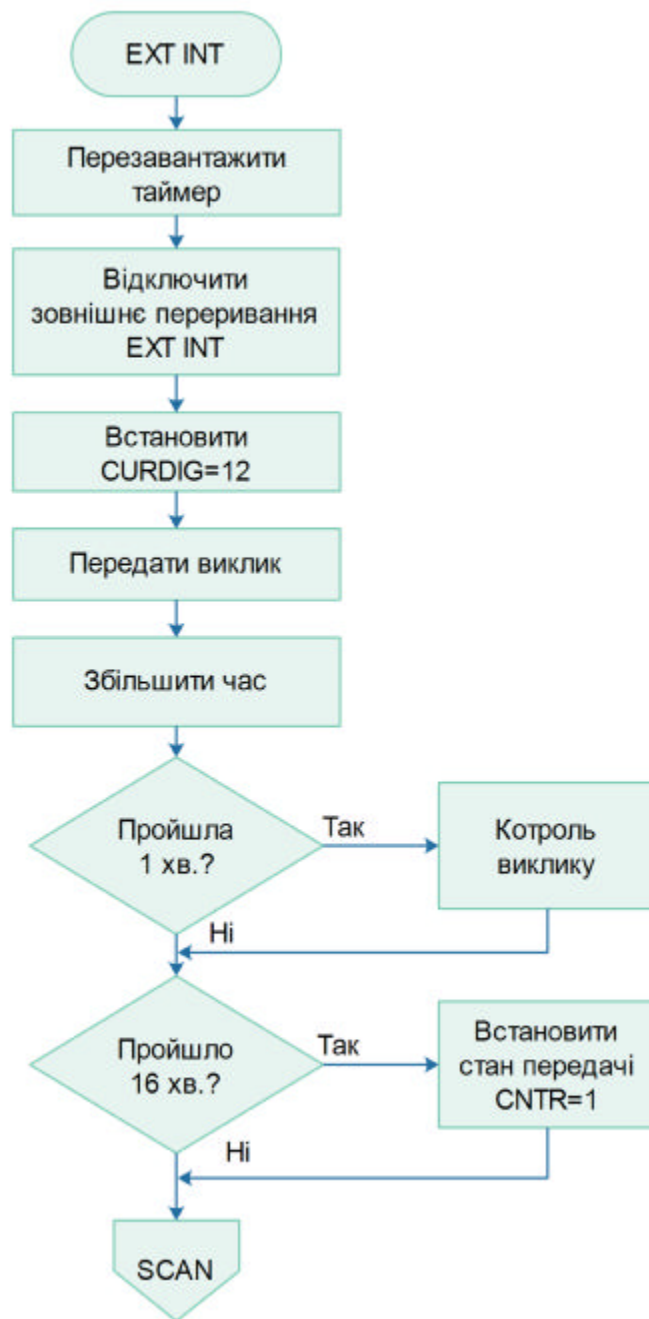 EXT INT
Перезавантажити
таймер
Відключити
зовнішнє переривання
EXT INT
Встановити
CURDIG=12
Передати виклик
Збільшити час
Пройшла
1 хв.?
Так
Котроль
виклику
Ні
Пройшло
16 хв.?
Так
Встановити
стан передачі
CNTR=1
Ні
SCAN